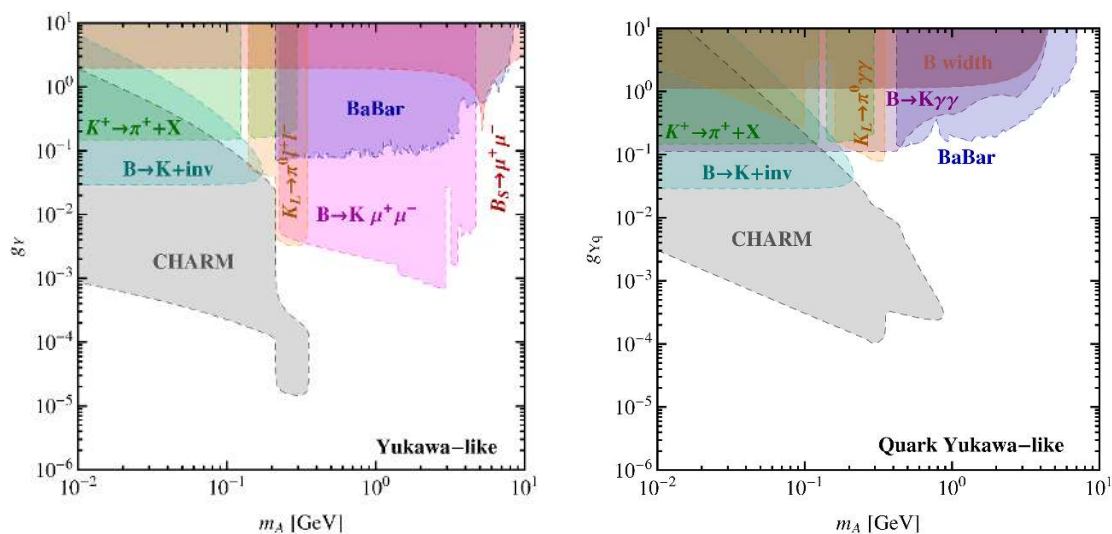 10¹
10⁰
10⁻¹
10⁻²
10⁻³
10⁻⁴
10⁻⁵
10⁻⁶
g_Y
BaBar
K⁺→π⁺+X
B→K+inv
K_L→π⁰l⁺l⁻
B→K μ⁺μ⁻
B_S→μ⁺μ⁻
CHARM
Yukawa−like
10⁻² 10⁻¹ 10⁰ 10¹
m_A [GeV]
10¹
10⁰
10⁻¹
10⁻²
10⁻³
10⁻⁴
10⁻⁵
10⁻⁶
g_Yq
B width
K_L→π⁰γγ
B→Kγγ
K⁺→π⁺+X
BaBar
B→K+inv
CHARM
Quark Yukawa−like
10⁻² 10⁻¹ 10⁰ 10¹
m_A [GeV]